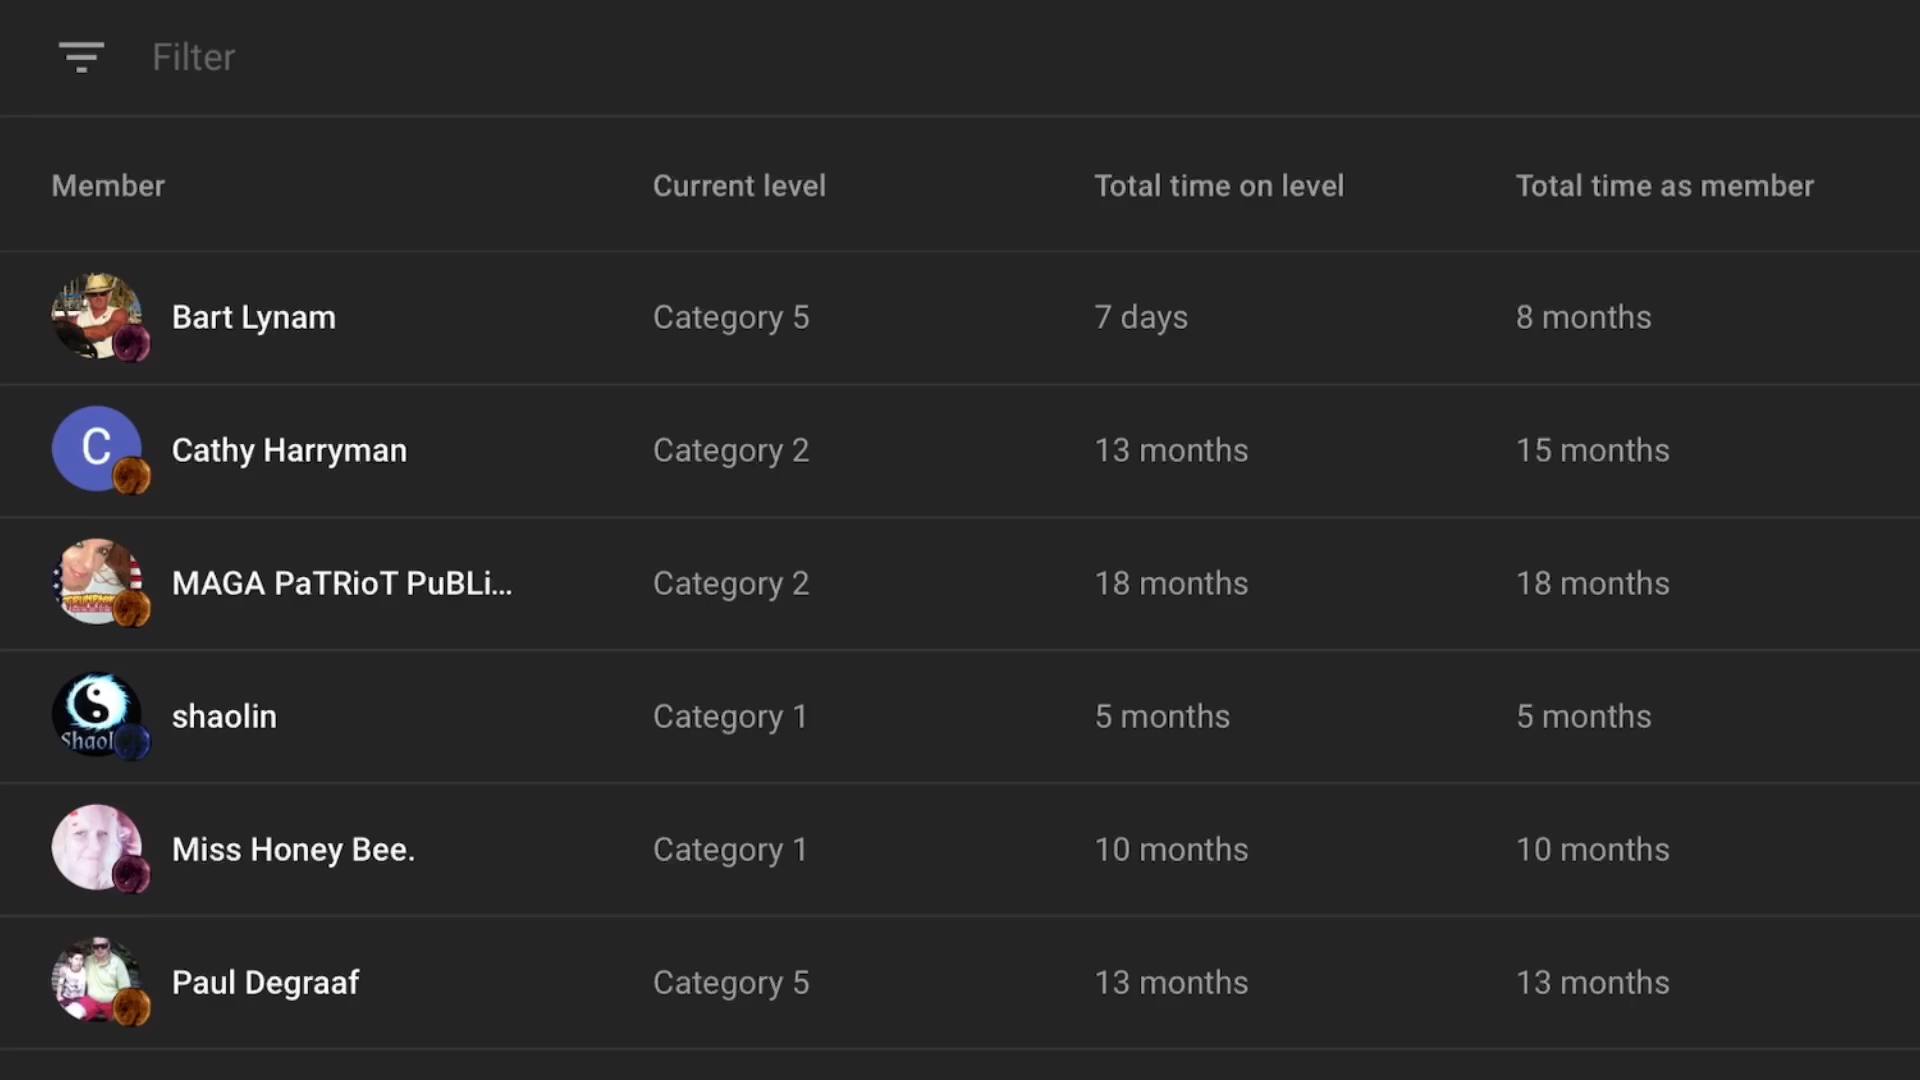 Filter
Member Current level Total time on level Total time as member
Bart Lynam Category 5 7 days 8 months
C
Cathy Harryman Category 2 13 months 15 months
MAGA PaTRioT PuBLi... Category 2 18 months 18 months
shaolin Category 1 5 months 5 months
Shaol
Miss Honey Bee. Category 1 10 months 10 months
Paul Degraaf Category 5 13 months 13 months